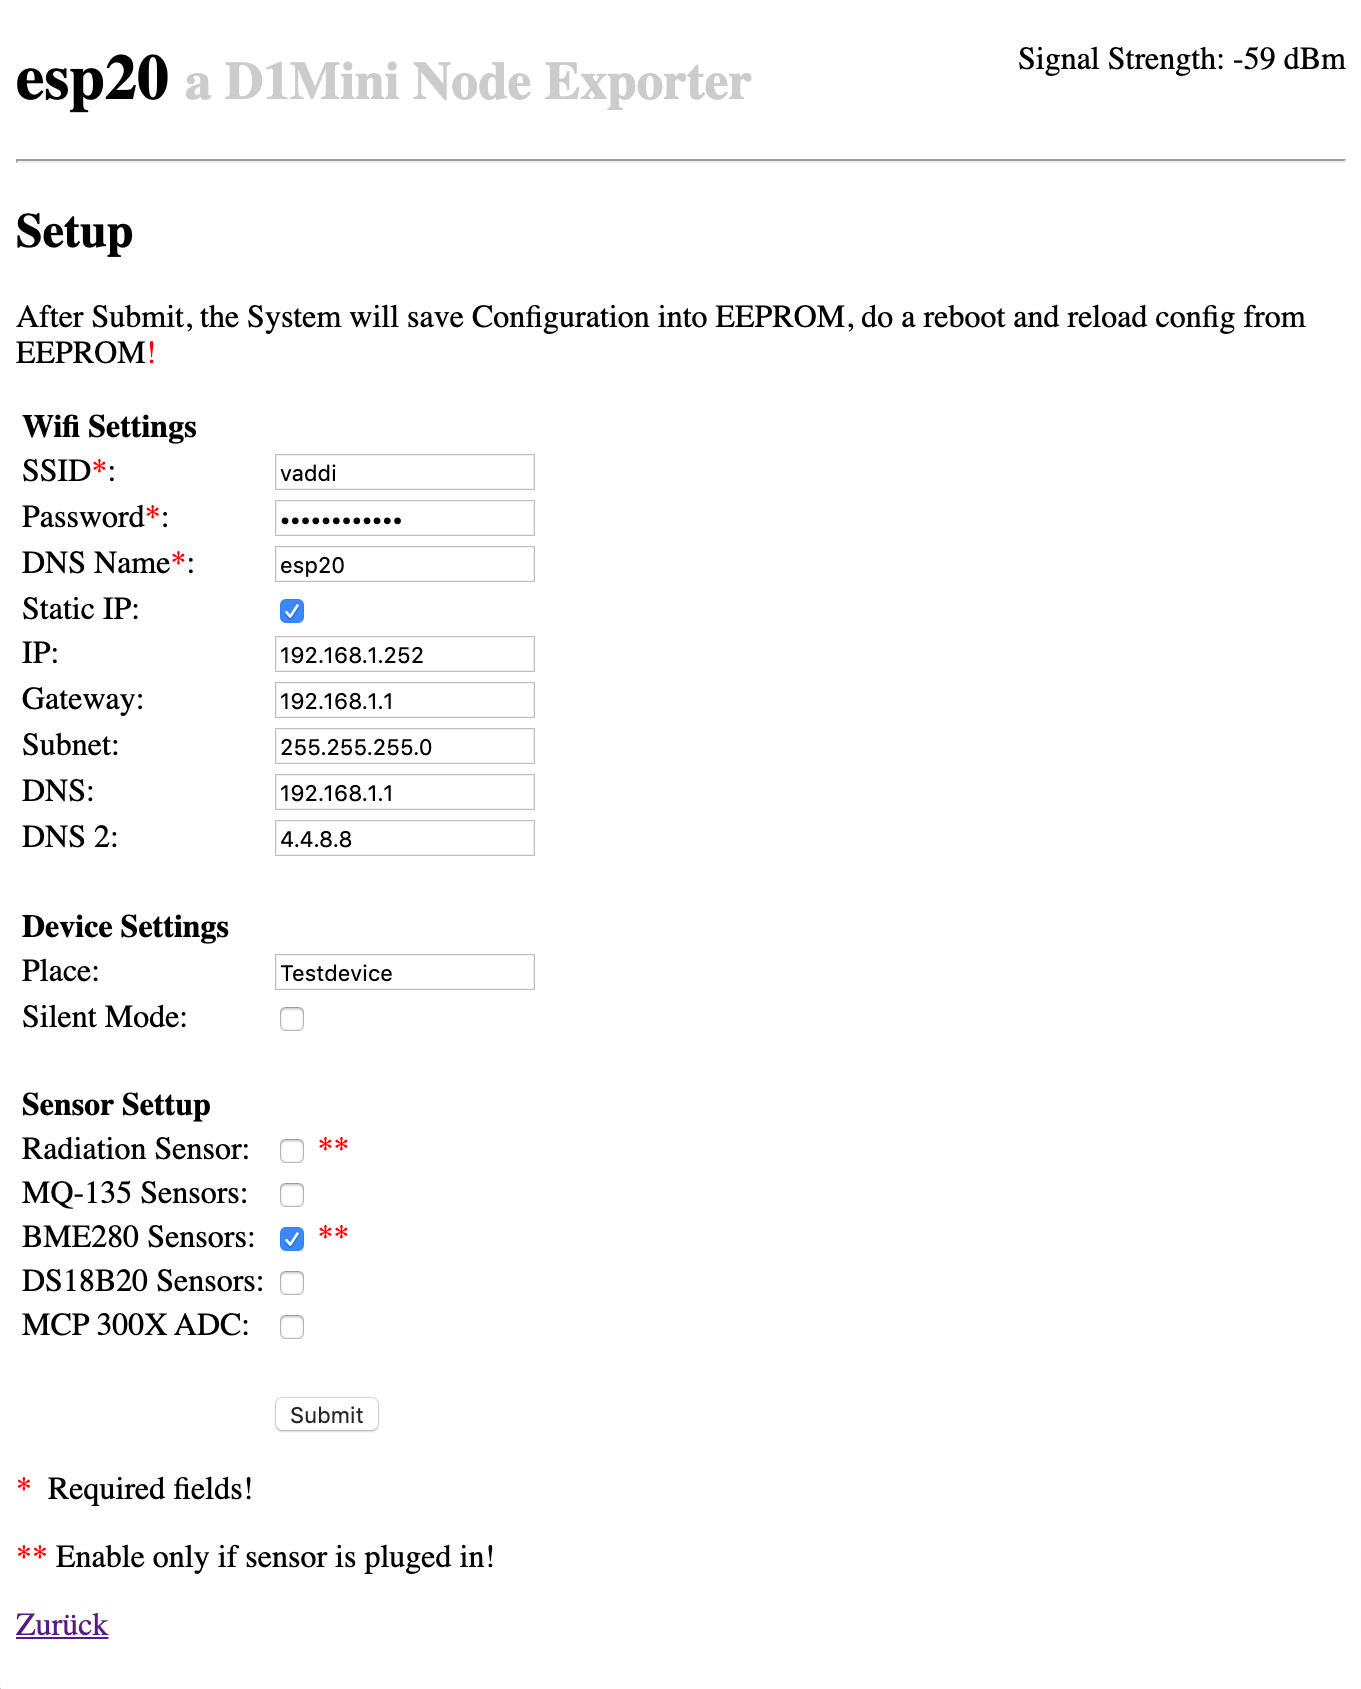 esp20 a D1Mini Node Exporter
Signal Strength: -59 dBm
Setup
After Submit, the System will save Configuration into EEPROM, do a reboot and reload config from
EEPROM!
Wifi Settings
SSID*: vaddi
Password*: ••••••••••••
DNS Name*: esp20
Static IP:
IP: 192.168.1.252
Gateway: 192.168.1.1
Subnet: 255.255.255.0
DNS: 192.168.1.1
DNS 2: 4.4.8.8
Device Settings
Place: Testdevice
Silent Mode:
Sensor Settup
Radiation Sensor: **
MQ-135 Sensors:
BME280 Sensors: **
DS18B20 Sensors:
MCP 300X ADC:
Submit
* Required fields!
** Enable only if sensor is pluged in!
Zurück